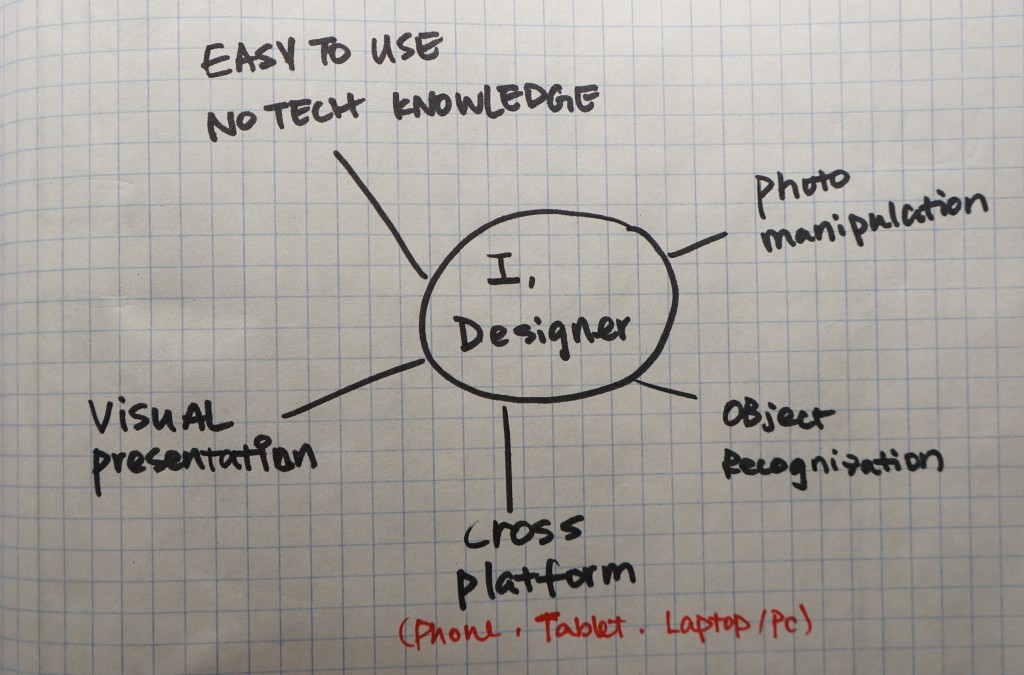 EASY TO USE
NO TECH KNOWLEDGE
Photo
manipulation
I,
Designer
Visual
presentation
Object
Recognization
Cross
platform
(Phone, Tablet. Laptop/Pc)